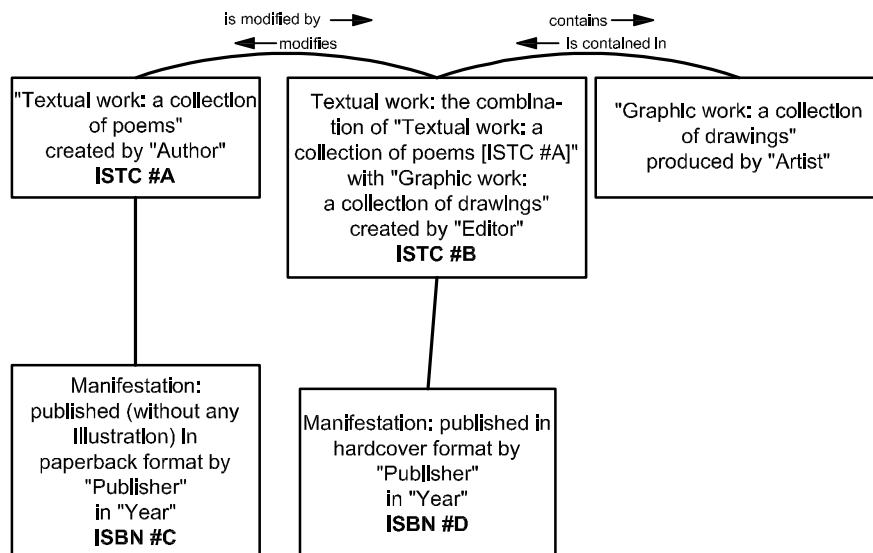 is modified by
modifies
contains
Is contained In
"Textual work: a collection
of poems"
created by "Author"
ISTC #A
Textual work: the combina-
tion of "Textual work: a
collection of poems [ISTC #A]"
with "Graphic work:
a collection of drawings"
created by "Editor"
ISTC #B
"Graphic work: a collection
of drawings"
produced by "Artist"
Manifestation:
published (without any
Illustration) In
paperback format by
"Publisher"
in "Year"
ISBN #C
Manifestation: published in
hardcover format by
"Publisher"
in "Year"
ISBN #D